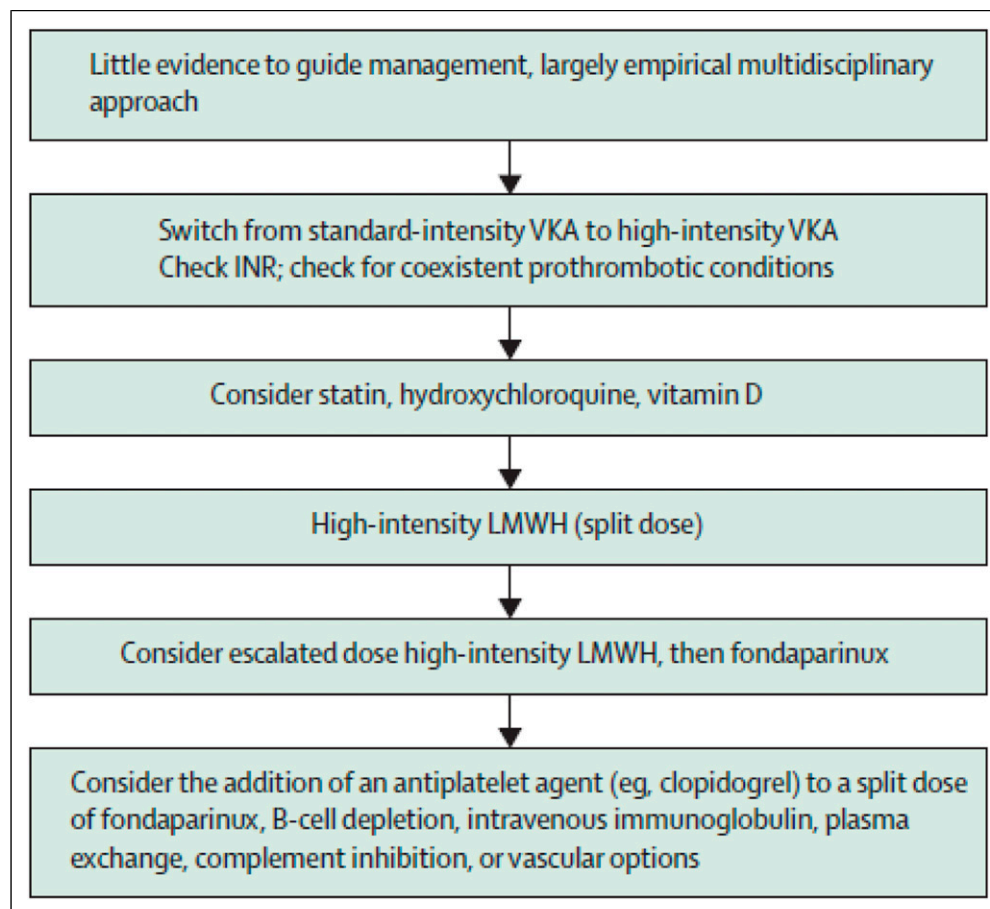 Little evidence to guide management, largely empirical multidisciplinary
approach
Switch from standard-intensity VKA to high-intensity VKA
Check INR; check for coexistent prothrombotic conditions
Consider statin, hydroxychloroquine, vitamin D
High-intensity LMWH (split dose)
Consider escalated dose high-intensity LMWH, then fondaparinux
Consider the addition of an antiplatelet agent (eg, clopidogrel) to a split dose
of fondaparinux, B-cell depletion, intravenous immunoglobulin, plasma
exchange, complement inhibition, or vascular options